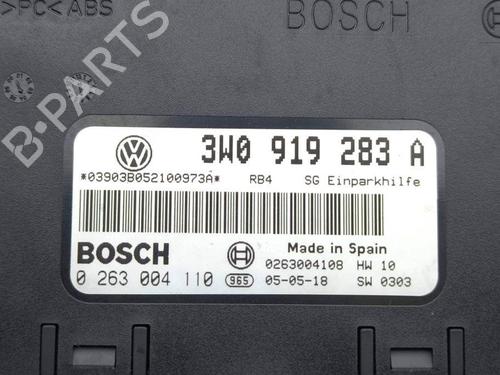 >PC< ABS
BOSCH
B-PARTS
3W0 919 283 A
*03903B052100973A* RB4 SG Einparkhilfe
BOSCH
Made in Spain
0263004108 HW 10
0 263 004 110 965 05-05-18 SW 0303